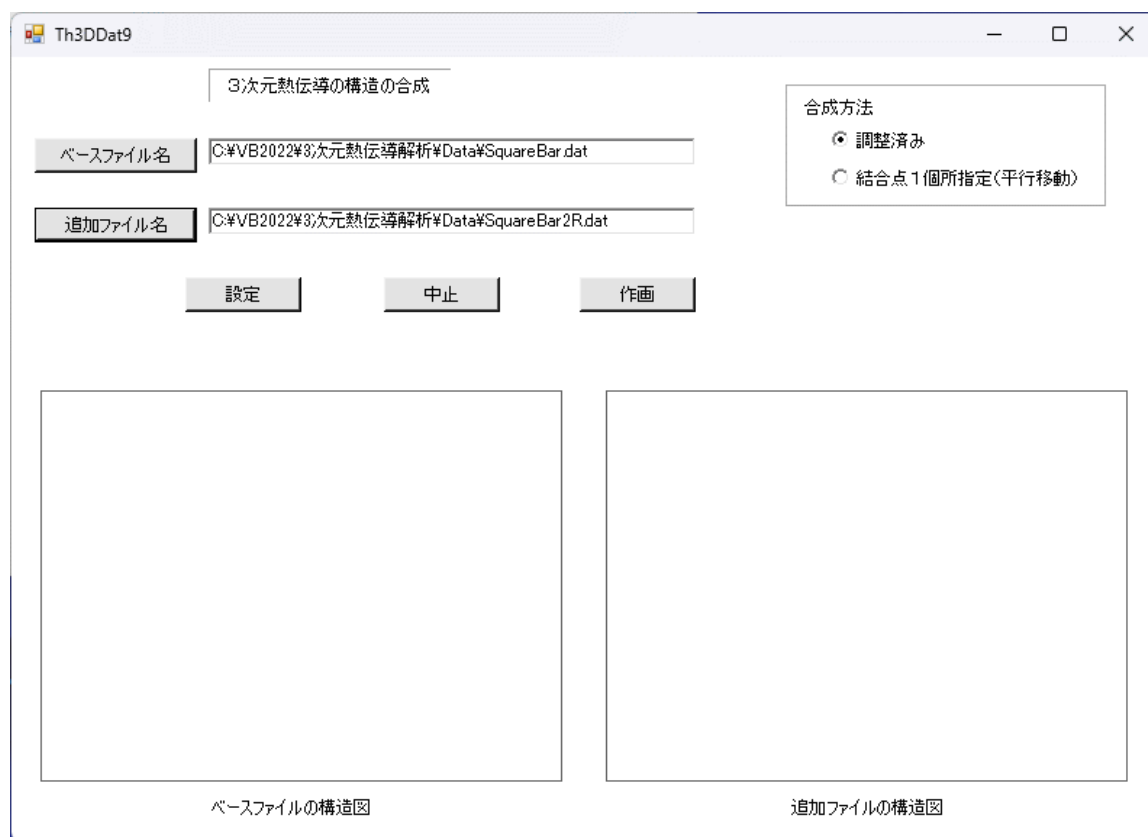 Th3DDat9
３次元熱伝導の構造の合成
合成方法
調整済み
結合点１個所指定(平行移動)
ベースファイル名
C:¥VB2022¥3次元熱伝導解析¥Data¥SquareBar.dat
追加ファイル名
C:¥VB2022¥3次元熱伝導解析¥Data¥SquareBar2R.dat
設定 中止 作画
ベースファイルの構造図 追加ファイルの構造図